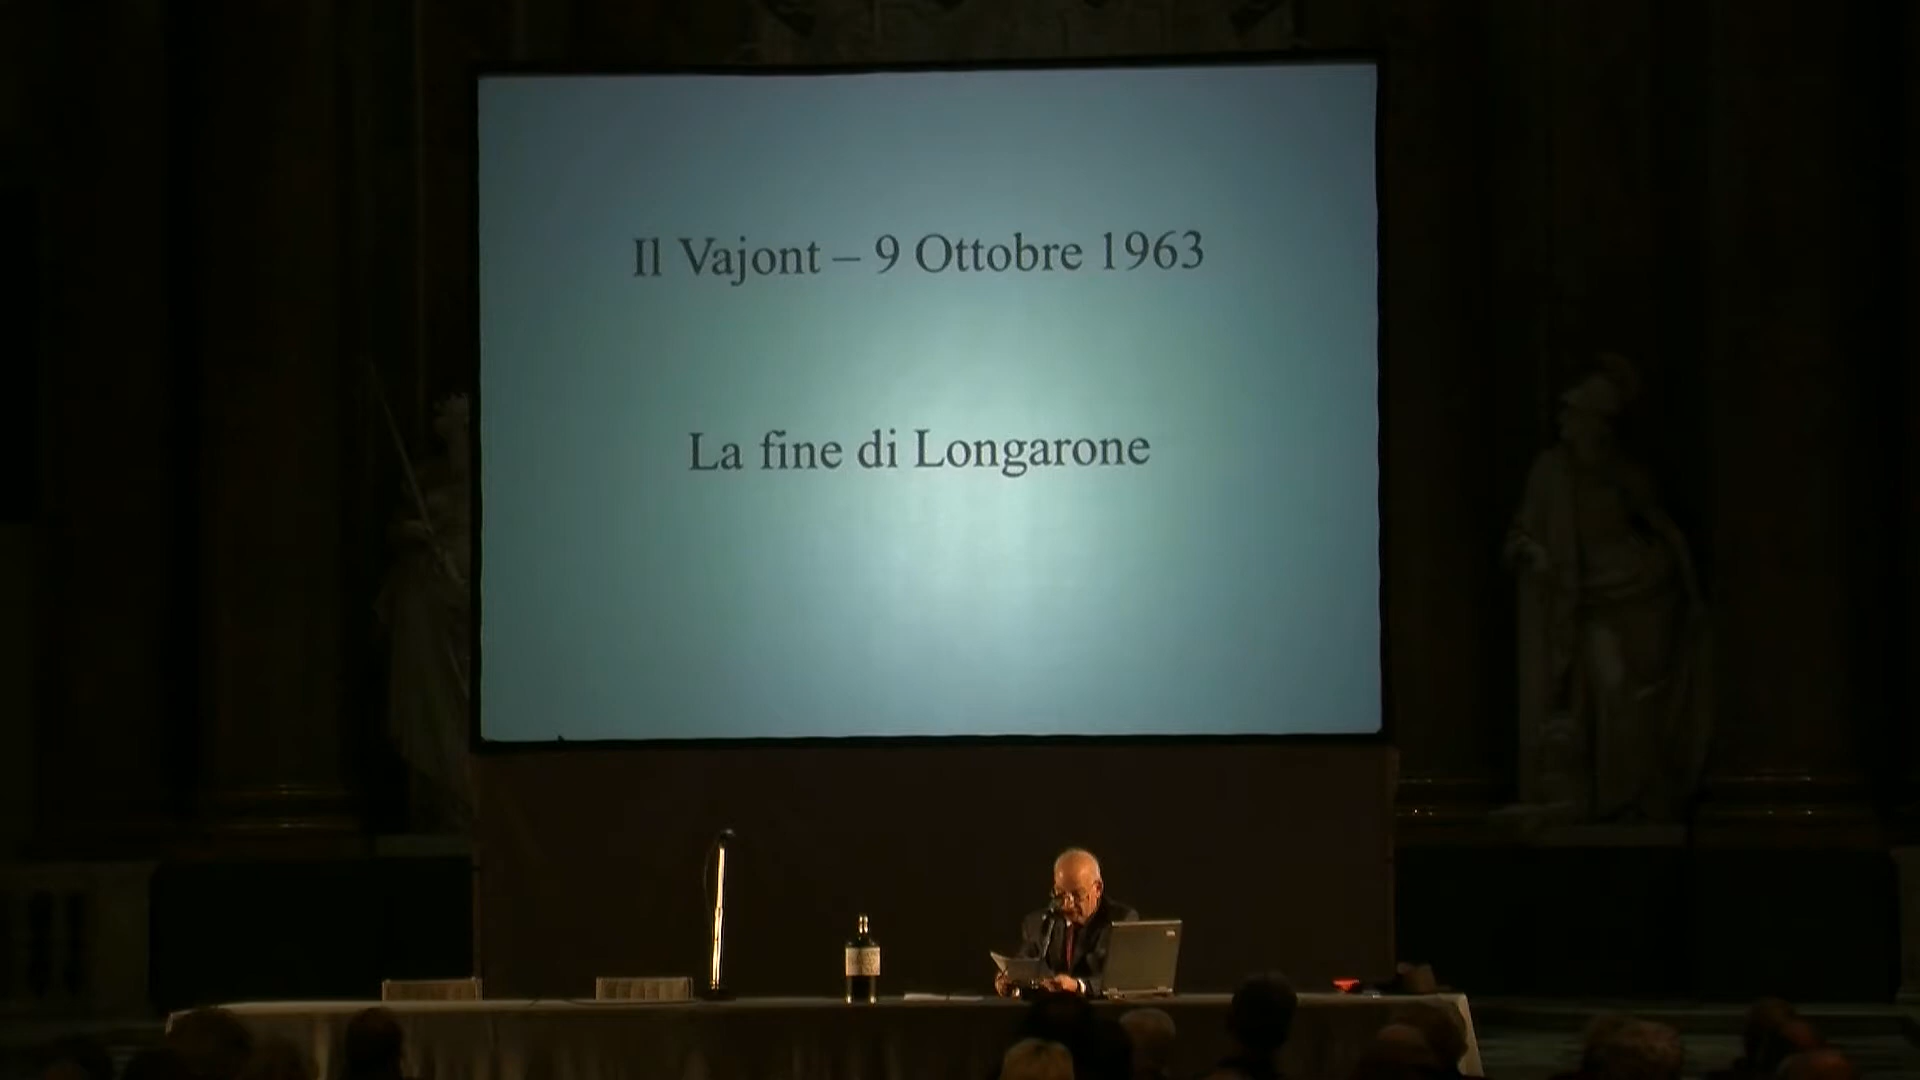 Il Vajont – 9 Ottobre 1963
La fine di Longarone